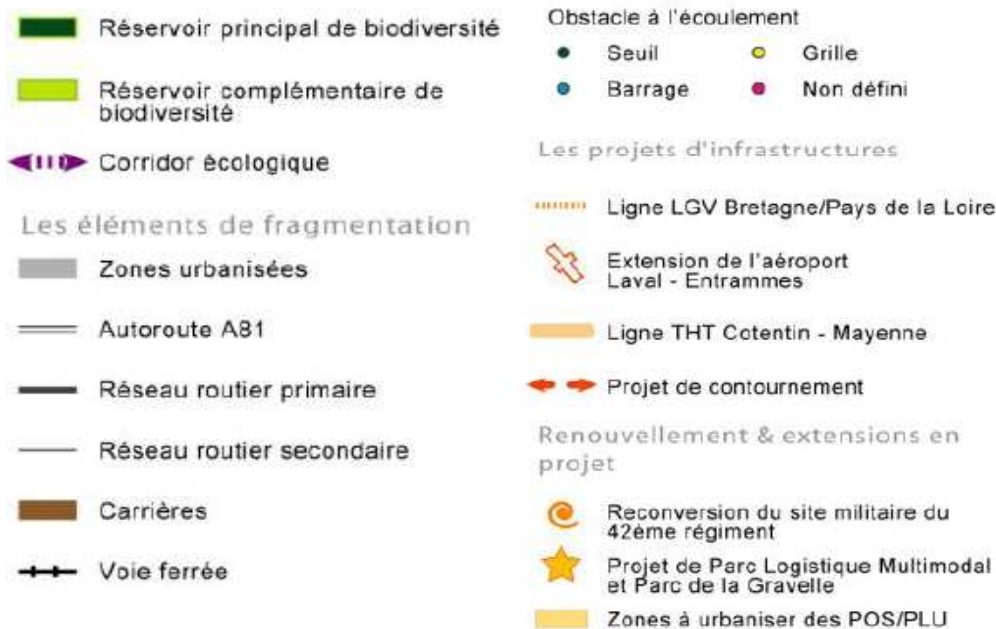 Réservoir principal de biodiversité
Réservoir complémentaire de
biodiversité
Corridor écologique
Les éléments de fragmentation
Zones urbanisées
Autoroute A81
Réseau routier primaire
Réseau routier secondaire
Carrières
Voie ferrée
Obstacle à l'écoulement
Seuil
Grille
Barrage
Non défini
Les projets d'infrastructures
Ligne LGV Bretagne/Pays de la Loire
Extension de l'aéroport
Laval - Entrammes
Ligne THT Cotentin - Mayenne
Projet de contournement
Renouvellement & extensions en
projet
Reconversion du site militaire du
42ème régiment
Projet de Parc Logistique Multimodal
et Parc de la Gravelle
Zones à urbaniser des POS/PLU